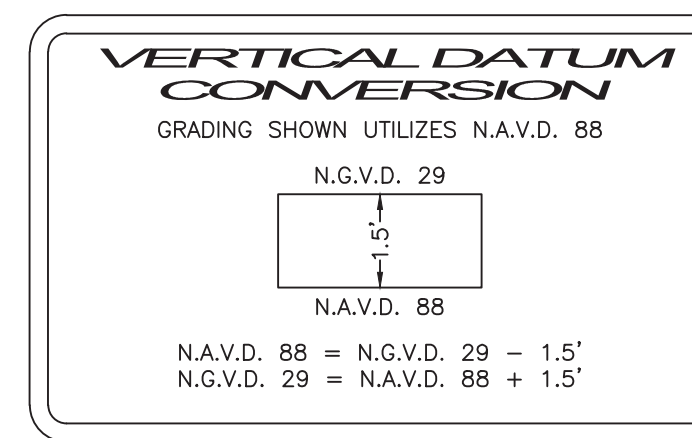 VERTICAL DATUM
CONVERSION
GRADING SHOWN UTILIZES N.A.V.D. 88
N.G.V.D. 29
1.5'
N.A.V.D. 88
N.A.V.D. 88 = N.G.V.D. 29 - 1.5'
N.G.V.D. 29 = N.A.V.D. 88 + 1.5'